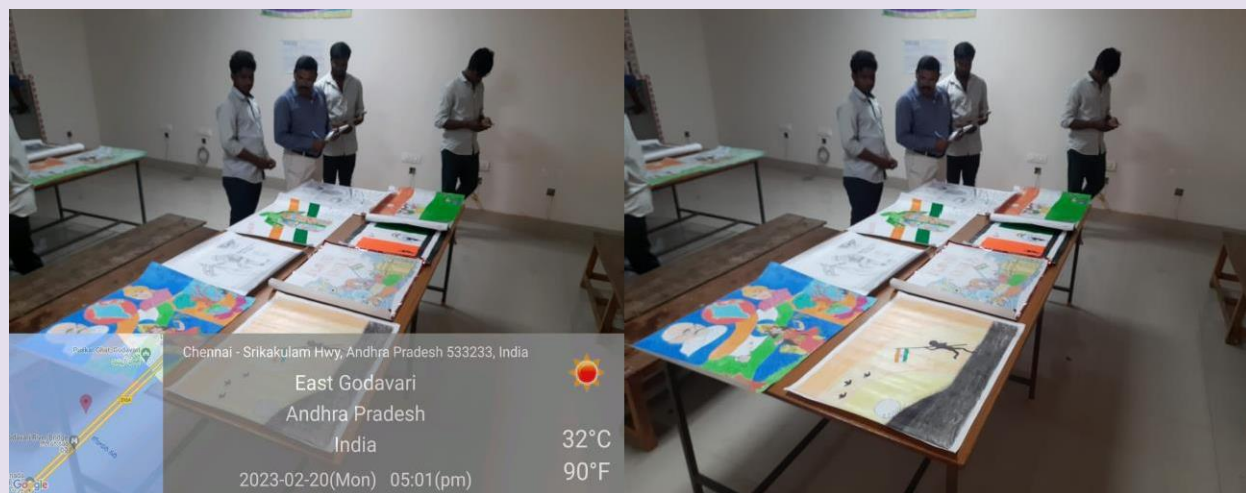 Chennai - Srikakulam Hwy, Andhra Pradesh 533233, India
East Godavari
Andhra Pradesh
India
32°C
2023-02-20(Mon) 05:01(pm)
90°F
Google